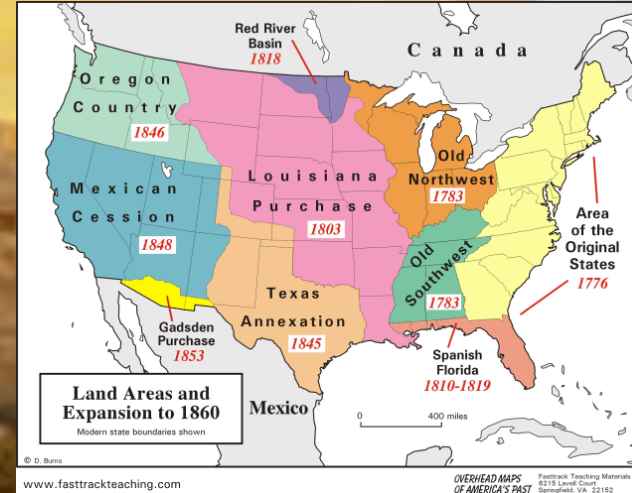 Red River
Basin
1818
Canada
Oregon
Country
1846
Louisiana
Purchase
1803
Old
Northwest
1783
Mexican
Cession
1848
Area
of the
Original
States
1776
Old
Southwest
1783
Texas
Annexation
1845
Gadsden
Purchase
1853
Spanish
Florida
1810-1819
Land Areas and
Expansion to 1860
Modern state boundaries shown
Mexico
0 400 miles
© D. Burns
www.fasttrackteaching.com
OVERHEAD MAPS
OF AMERICA'S PAST
Fasttrack Teaching Materials
6215 Lavell Court
Springfield, VA 22152